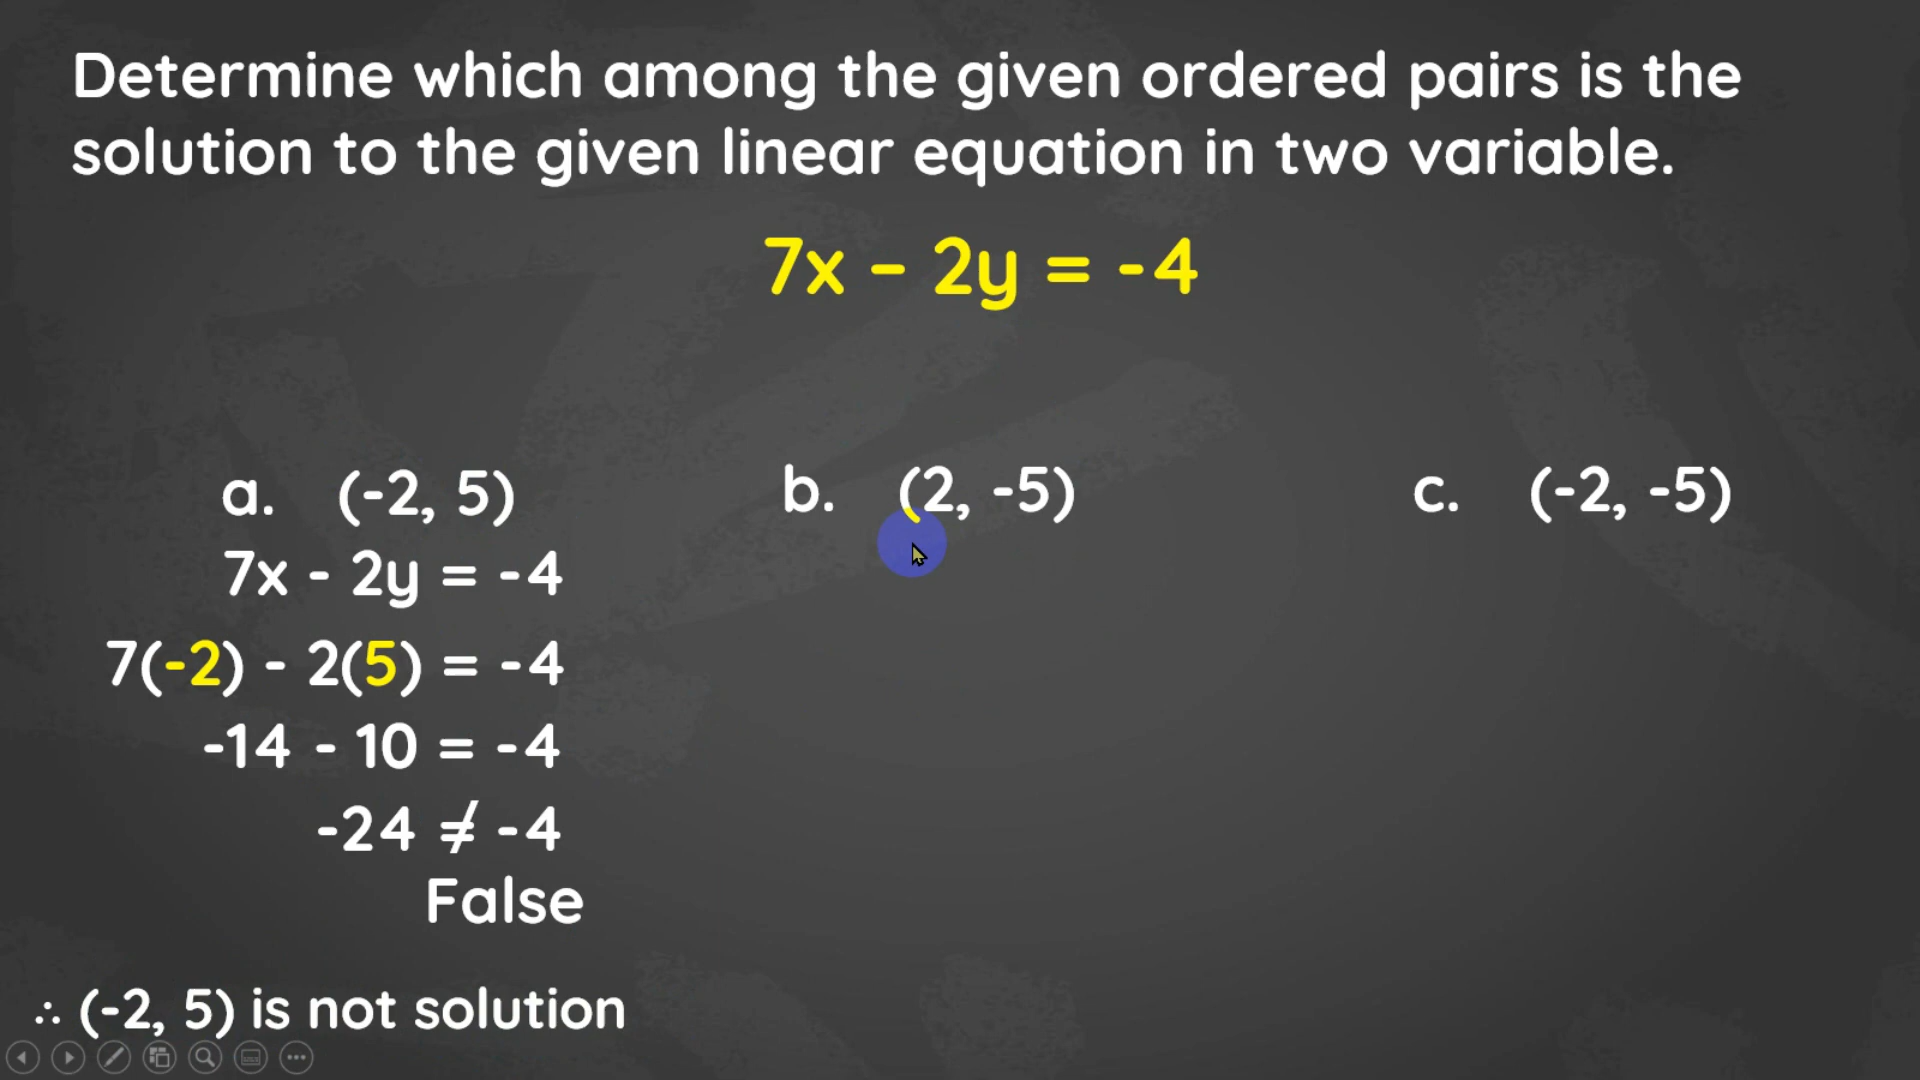 Determine which among the given ordered pairs is the
solution to the given linear equation in two variable.
7x – 2y = -4
a. (-2, 5)
7x - 2y = -4
7(-2) - 2(5) = -4
-14 - 10 = -4
-24 ≠ -4
False
∴ (-2, 5) is not solution
b. (2, -5)
c. (-2, -5)